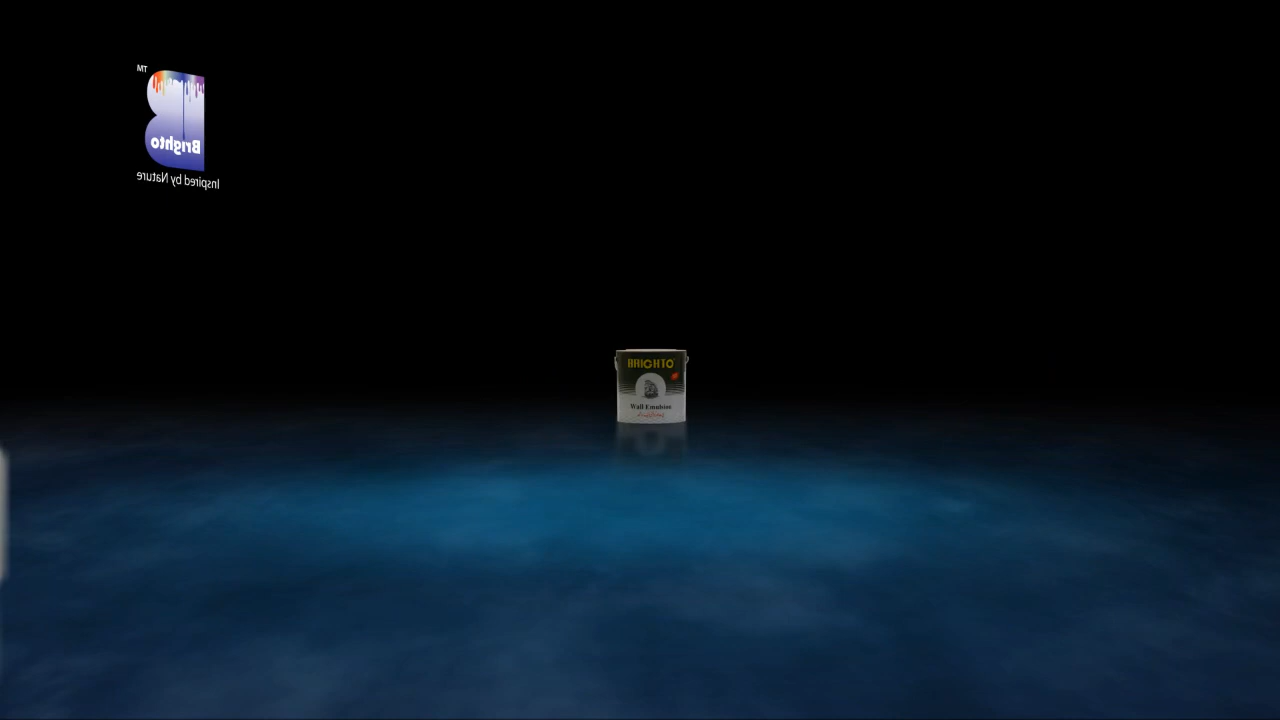 TM
Brighto
Inspired by Nature
BRIGHTO
Wall Emulsion